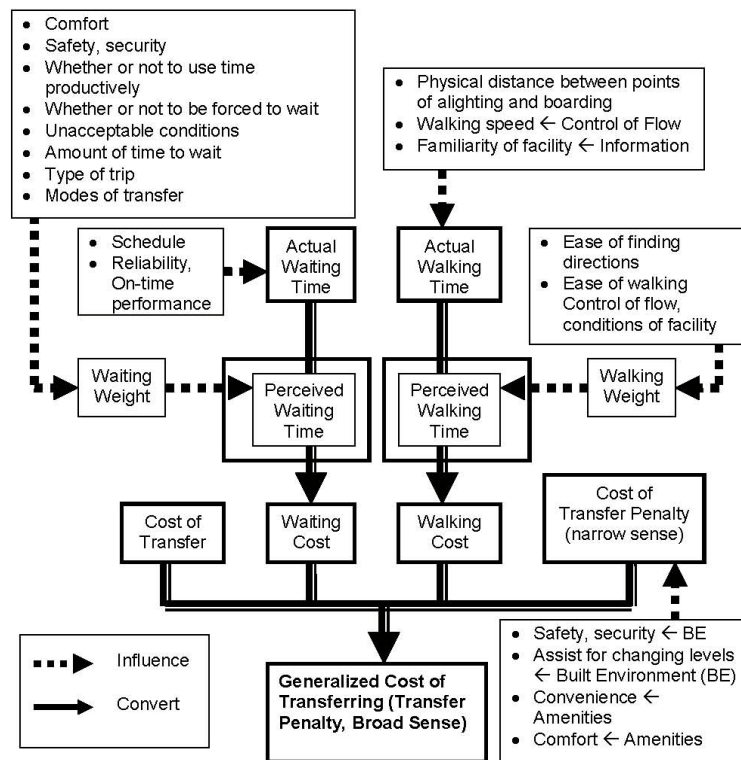 • Comfort
• Safety, security
• Whether or not to use time
productively
• Whether or not to be forced to wait
• Unacceptable conditions
• Amount of time to wait
• Type of trip
• Modes of transfer
• Physical distance between points
of alighting and boarding
• Walking speed ← Control of Flow
• Familiarity of facility ← Information
• Schedule
• Reliability,
On-time
performance
Actual
Waiting
Time
Actual
Walking
Time
• Ease of finding
directions
• Ease of walking
Control of flow,
conditions of facility
Waiting
Weight
Perceived
Waiting
Time
Perceived
Walking
Time
Walking
Weight
Cost of
Transfer
Waiting
Cost
Walking
Cost
Cost of
Transfer Penalty
(narrow sense)
Influence
Convert
Generalized Cost of
Transferring (Transfer
Penalty, Broad Sense)
• Safety, security ← BE
• Assist for changing levels
← Built Environment (BE)
• Convenience ←
Amenities
• Comfort ← Amenities